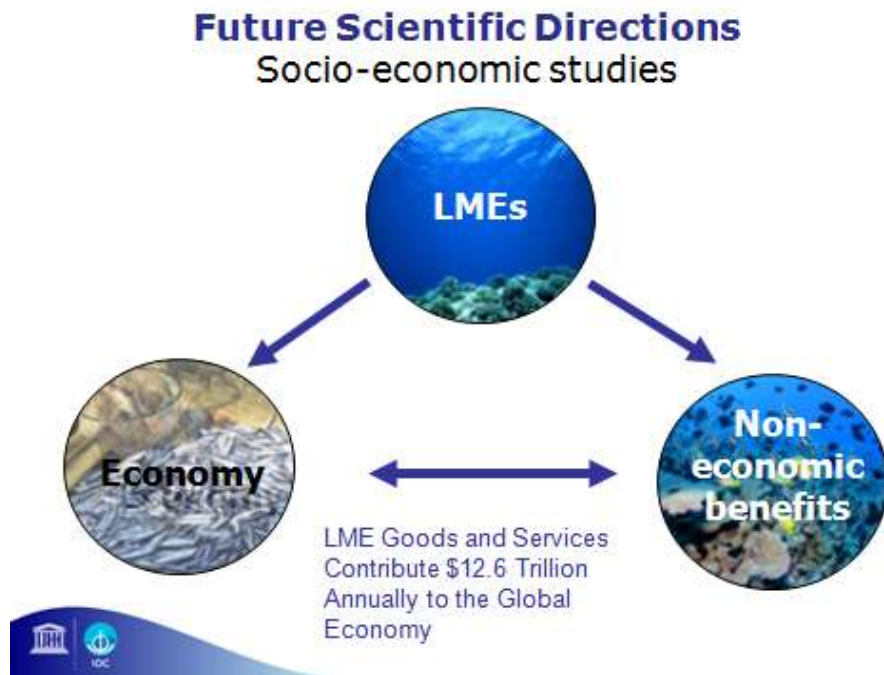 Future Scientific Directions
Socio-economic studies
LMEs
Economy
Non-
economic
benefits
LME Goods and Services
Contribute $12.6 Trillion
Annually to the Global
Economy
IOC